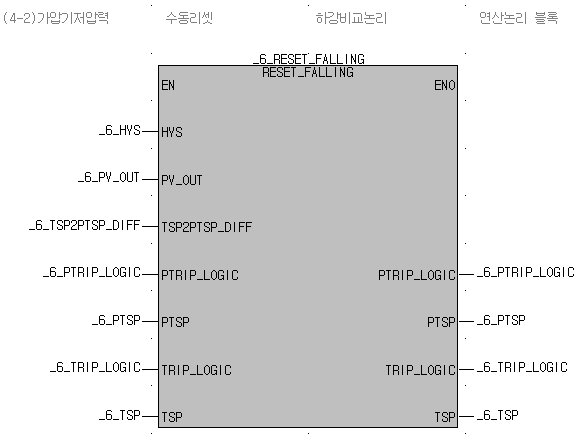 (4-2)가압기저압력 수동리셋 하강비교논리 연산논리 블록
_6_RESET_FALLING
RESET_FALLING
EN ENO
_6_HYS HYS
_6_PV_OUT PV_OUT
_6_TSP2PTSP_DIFF TSP2PTSP_DIFF
_6_PTRIP_LOGIC PTRIP_LOGIC PTRIP_LOGIC _6_PTRIP_LOGIC
_6_PTSP PTSP PTSP _6_PTSP
_6_TRIP_LOGIC TRIP_LOGIC TRIP_LOGIC _6_TRIP_LOGIC
_6_TSP TSP TSP _6_TSP